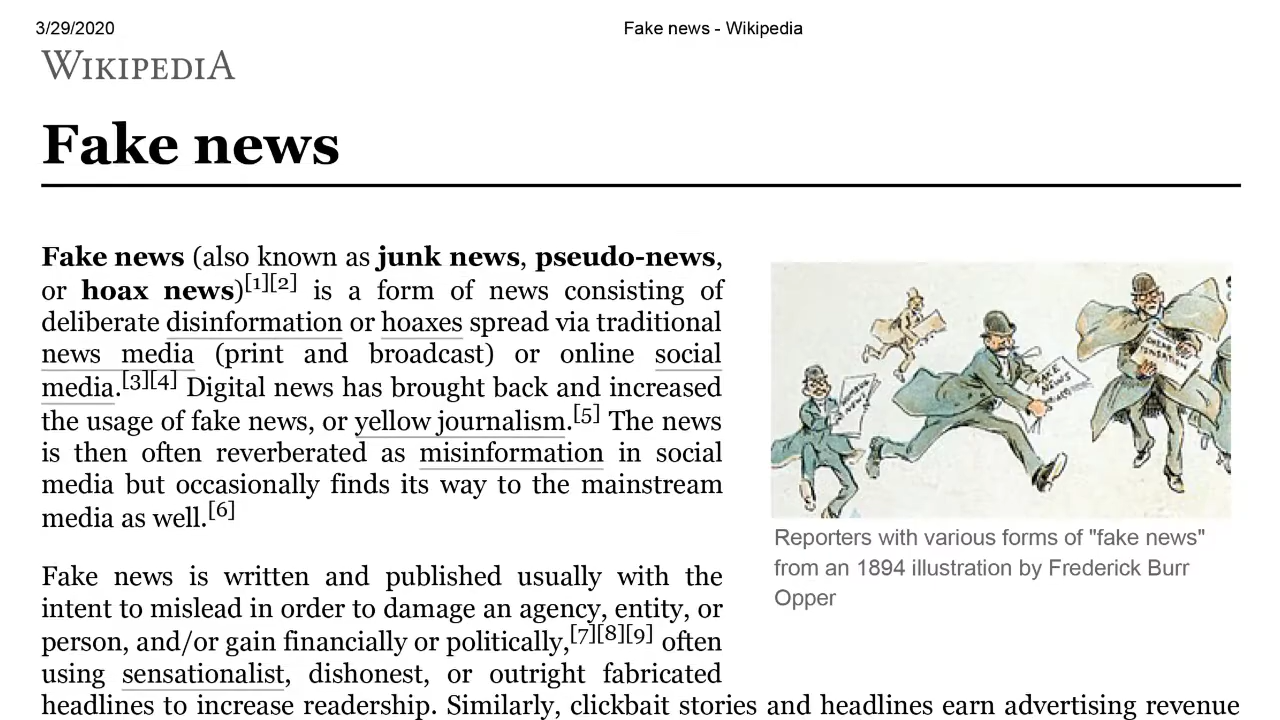 3/29/2020
Fake news - Wikipedia
WIKIPEDIA
Fake news
Fake news (also known as junk news, pseudo-news,
or hoax news)[1][2] is a form of news consisting of
deliberate disinformation or hoaxes spread via traditional
news media (print and broadcast) or online social
media.[3][4] Digital news has brought back and increased
the usage of fake news, or yellow journalism.[5] The news
is then often reverberated as misinformation in social
media but occasionally finds its way to the mainstream
media as well.[6]
Fake news is written and published usually with the
intent to mislead in order to damage an agency, entity, or
person, and/or gain financially or politically,[7][8][9] often
using sensationalist, dishonest, or outright fabricated
headlines to increase readership. Similarly, clickbait stories and headlines earn advertising revenue
FAKE
NEWS
Reporters with various forms of "fake news"
from an 1894 illustration by Frederick Burr
Opper